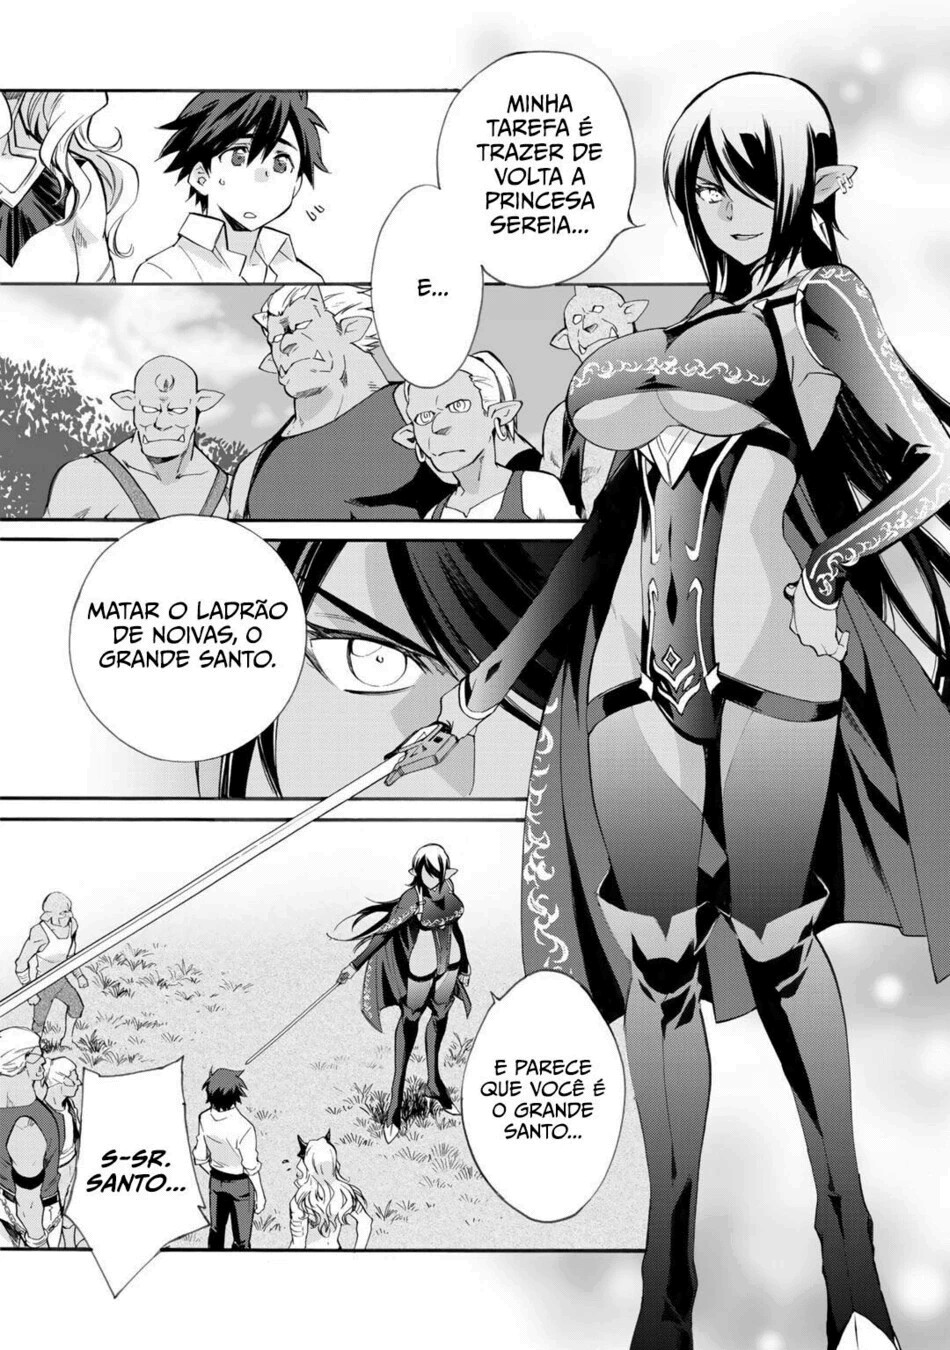 MINHA
TAREFA É
TRAZER DE
VOLTA A
PRINCESA
SEREIA...
E...
MATAR O LADRÃO
DE NOIVAS, O
GRANDE SANTO.
E PARECE
QUE VOCÊ É
O GRANDE
SANTO...
S-SR.
SANTO...